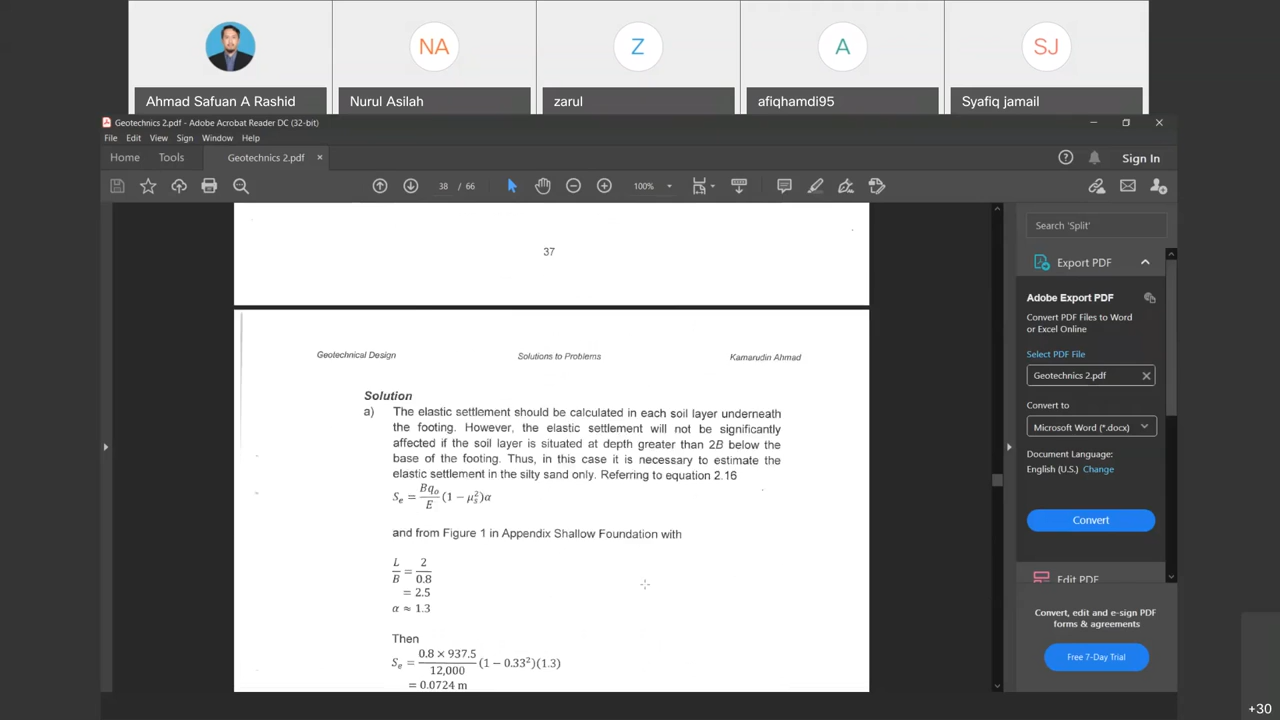 NA
Z
A
SJ
Ahmad Safuan A Rashid
Nurul Asilah
zarul
afiqhamdi95
Syafiq jamail
Geotechnics 2.pdf - Adobe Acrobat Reader DC (32-bit)
File Edit View Sign Window Help
Home Tools Geotechnics 2.pdf × Sign In
38 / 66 100%
37
Geotechnical Design Solutions to Problems Kamarudin Ahmad
Solution
a) The elastic settlement should be calculated in each soil layer underneath
the footing. However, the elastic settlement will not be significantly
affected if the soil layer is situated at depth greater than 2B below the
base of the footing. Thus, in this case it is necessary to estimate the
elastic settlement in the silty sand only. Referring to equation 2.16
Sₑ = Bqₒ/E (1 − μₛ²)α
and from Figure 1 in Appendix Shallow Foundation with
L/B = 2/0.8
= 2.5
α ≈ 1.3
Then
Sₑ = 0.8 × 937.5/12,000 (1 − 0.33²)(1.3)
= 0.0724 m
Search 'Split'
Export PDF
Adobe Export PDF
Convert PDF Files to Word
or Excel Online
Select PDF File
Geotechnics 2.pdf ×
Convert to
Microsoft Word (*.docx)
Document Language:
English (U.S.) Change
Convert
Edit PDF
Convert, edit and e-sign PDF
forms & agreements
Free 7-Day Trial
+30